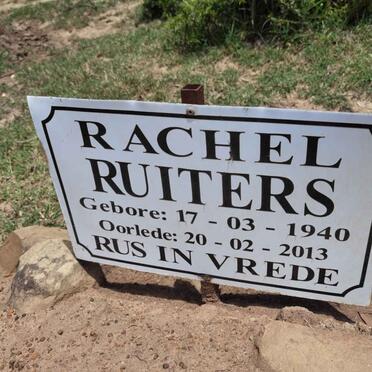 RACHEL
RUITERS
Gebore: 17 - 03 - 1940
Oorlede: 20 - 02 - 2013
RUS IN VREDE